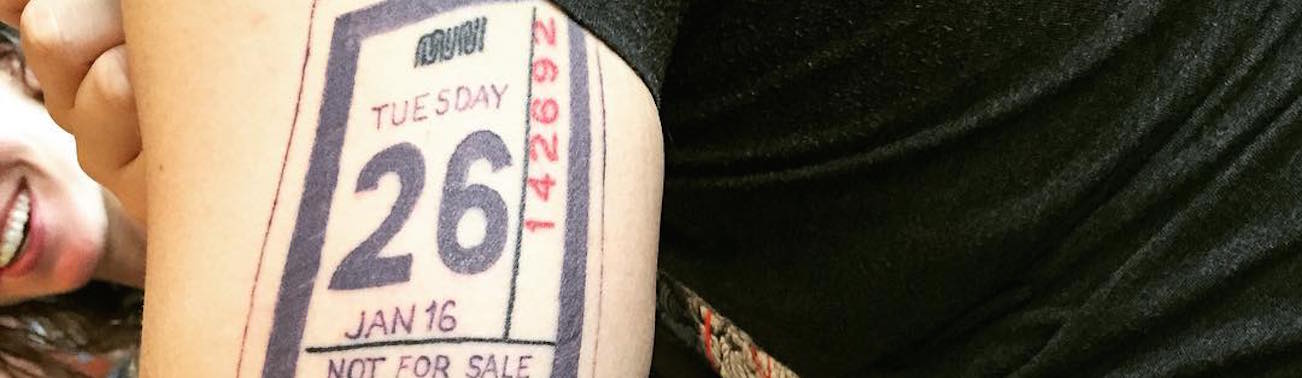 MUNI
TUESDAY
26
JAN 16
NOT FOR SALE
142692